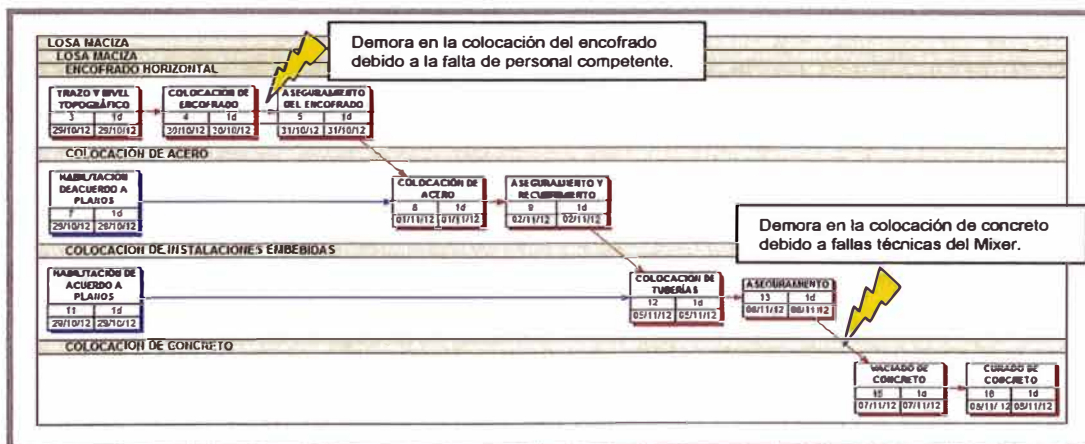 LOSA MACIZA
LOSA MACIZA
ENCOFRADO HORIZONTAL
Demora en la colocación del encofrado
debido a la falta de personal competente.
TRAZO Y NIVEL
TOPOGRÁFICO
3 1d
29/10/12 29/10/12
COLOCACIÓN DE
ENCOFRADO
4 1d
30/10/12 30/10/12
ASEGURAMIENTO
DEL ENCOFRADO
5 1d
31/10/12 31/10/12
COLOCACIÓN DE ACERO
HABILITACIÓN
DEACUERDO A
PLANOS
7 1d
29/10/12 29/10/12
COLOCACIÓN DE
ACERO
8 1d
01/11/12 01/11/12
ASEGURAMIENTO Y
RECUBRIMIENTO
9 1d
02/11/12 02/11/12
Demora en la colocación de concreto
debido a fallas técnicas del Mixer.
COLOCACION DE INSTALACIONES EMBEBIDAS
HABILITACIÓN DE
ACUERDO A
PLANOS
11 1d
29/10/12 29/10/12
COLOCACIÓN DE
TUBERÍAS
12 1d
05/11/12 05/11/12
ASEGURAMIENTO
13 1d
06/11/12 06/11/12
COLOCACION DE CONCRETO
VACIADO DE
CONCRETO
15 1d
07/11/12 07/11/12
CURADO DE
CONCRETO
16 1d
08/11/12 08/11/12